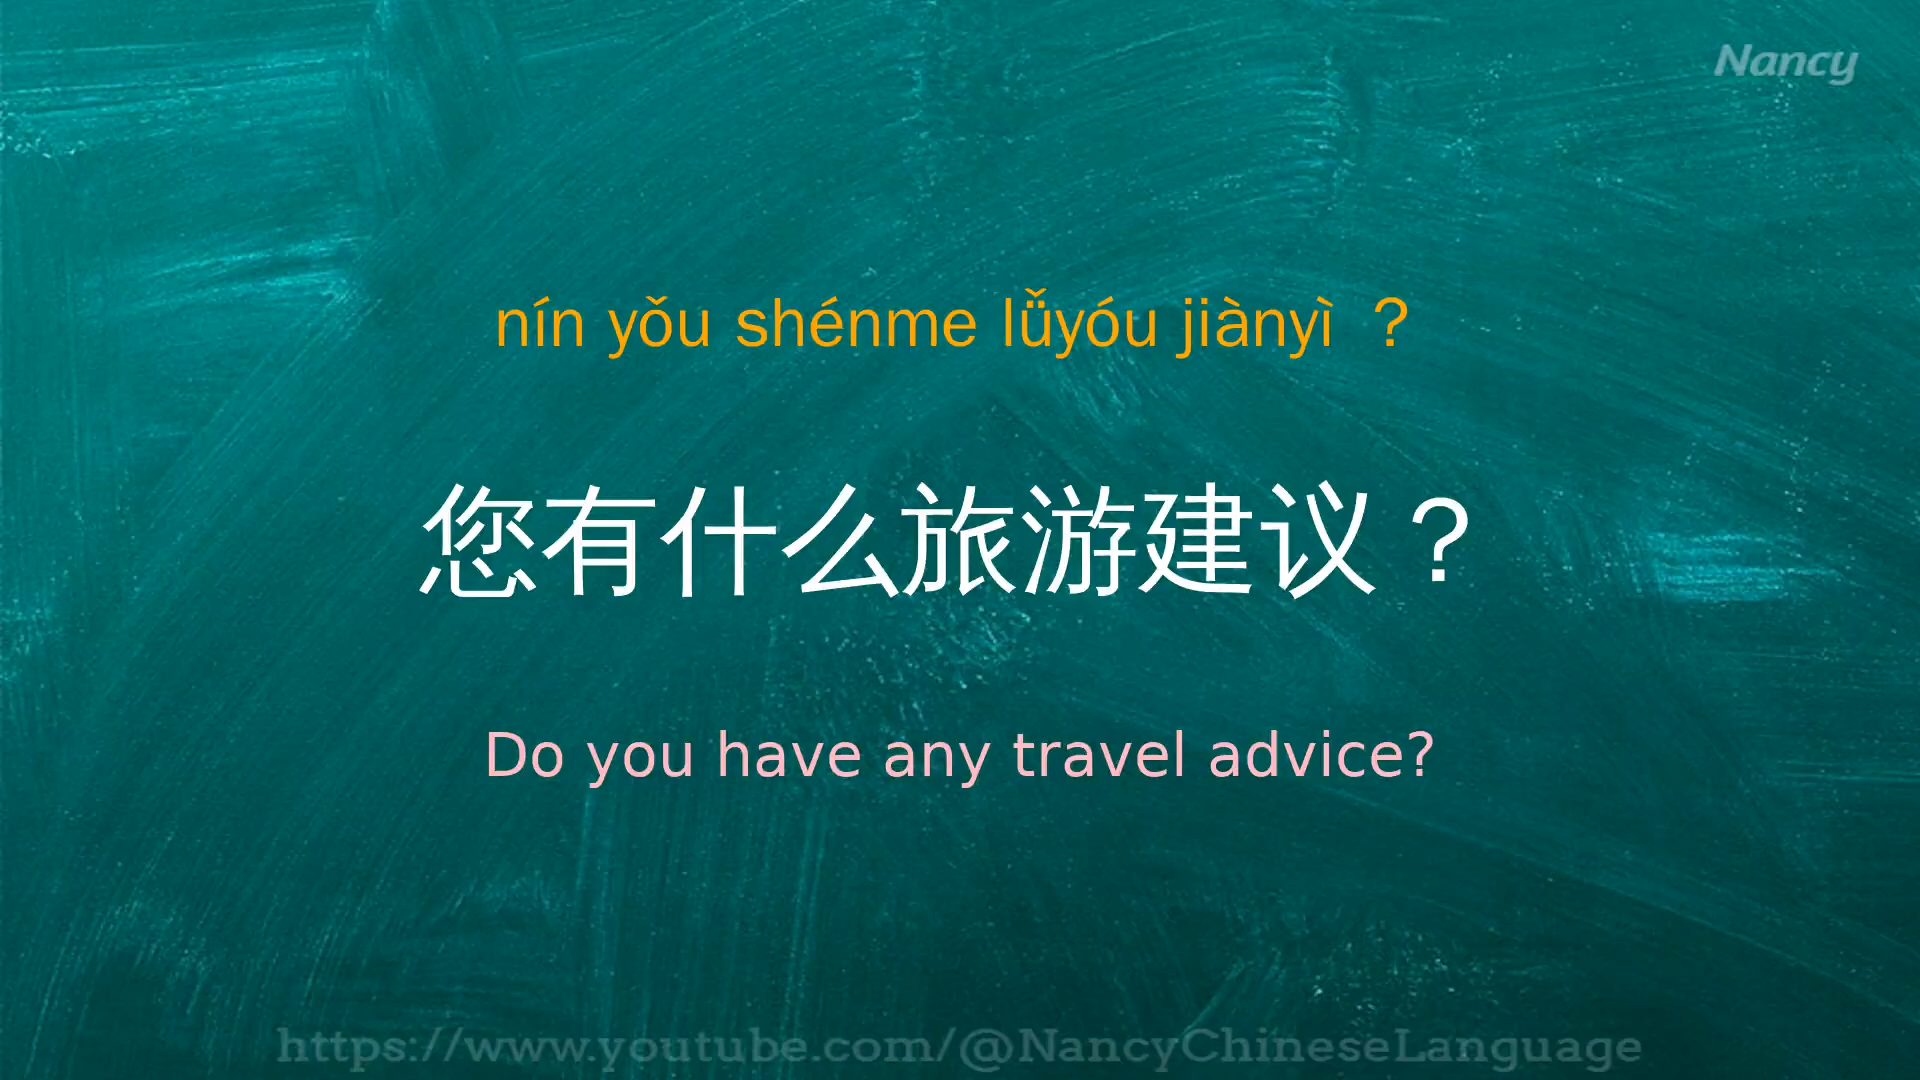 Nancy
nín yǒu shénme lǚyóu jiànyì ？
您有什么旅游建议？
Do you have any travel advice?
https://www.youtube.com/@NancyChineseLanguage